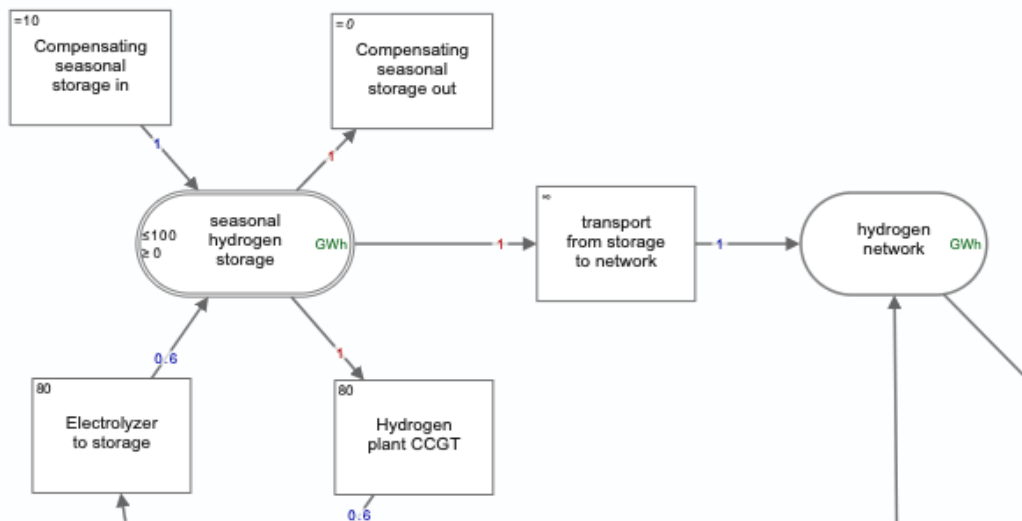 =10
Compensating
seasonal
storage in
=0
Compensating
seasonal
storage out
1
1
≤100
≥ 0
seasonal
hydrogen
storage
GWh
1
∞
transport
from storage
to network
1
hydrogen
network
GWh
0.6
1
80
Electrolyzer
to storage
80
Hydrogen
plant CCGT
0.6